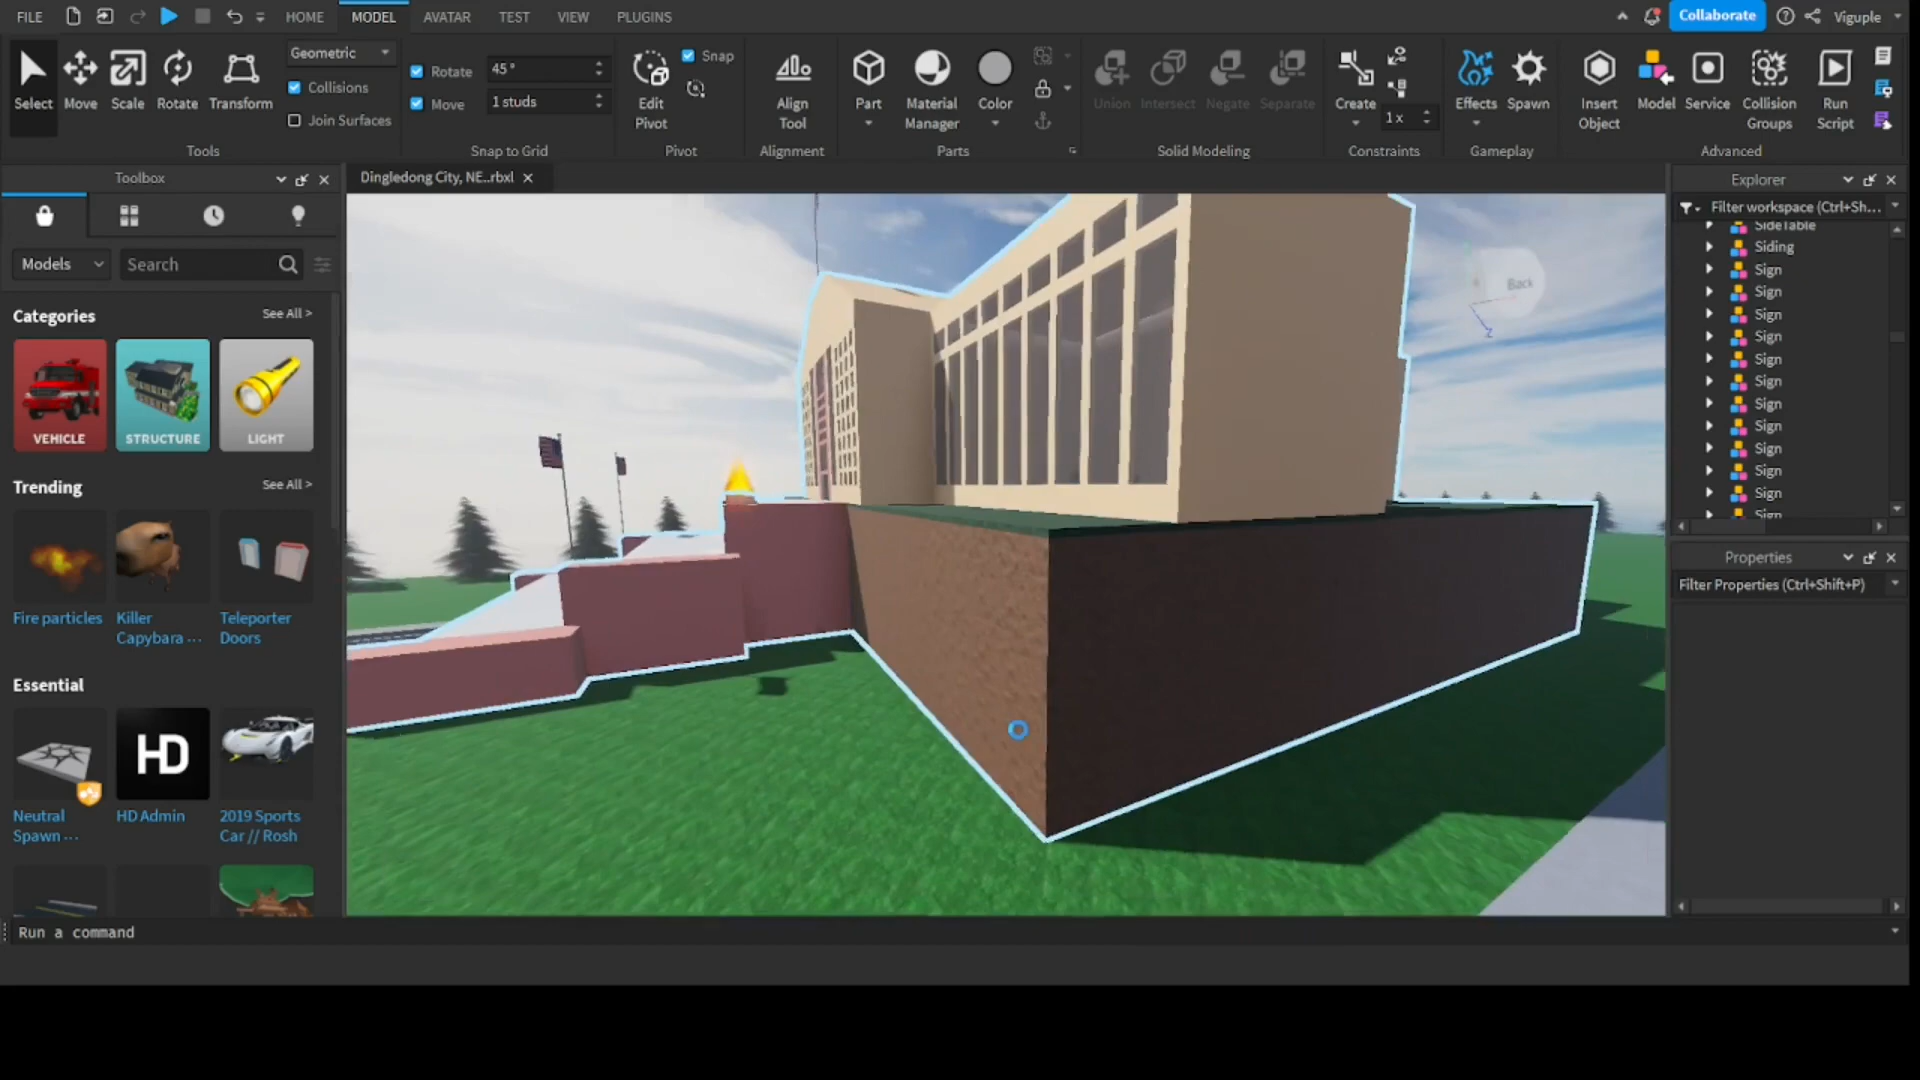 FILE HOME MODEL AVATAR TEST VIEW PLUGINS Collaborate Viguple
Select Move Scale Rotate Transform
Geometric
Collisions
Join Surfaces
Tools
Rotate 45 °
Move 1 studs
Snap to Grid
Edit Pivot
Snap
Pivot
Align Tool
Alignment
Part
Material Manager
Color
Parts
Union Intersect Negate Separate
Solid Modeling
Create
1 x
Constraints
Effects Spawn
Gameplay
Insert Object
Model
Service
Collision Groups
Run Script
Advanced
Toolbox
Dingledong City, NE...rbxl
Models
Search
Categories See All >
VEHICLE STRUCTURE LIGHT
Trending See All >
Fire particles
Killer Capybara ...
Teleporter Doors
Essential See All >
HD
Neutral Spawn ...
HD Admin
2019 Sports Car // Rosh
Back
Z
Explorer
Filter workspace (Ctrl+Sh...
SideTable
Siding
Sign
Sign
Sign
Sign
Sign
Sign
Sign
Sign
Sign
Sign
Sign
Sign
Properties
Filter Properties (Ctrl+Shift+P)
Run a command